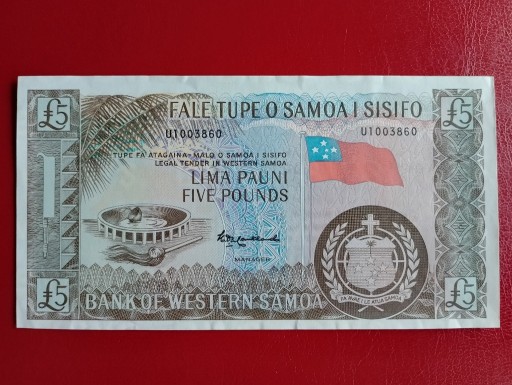 £5
£5
FALE TUPE O SAMOA I SISIFO
U1003860
U1003860
TUPE FA'ATAGAINA - MALO O SAMOA I SISIFO
LEGAL TENDER IN WESTERN SAMOA
LIMA PAUNI
FIVE POUNDS
MANAGER
FA'AVAE I LE ATUA SAMOA
£5
£5
BANK OF WESTERN SAMOA